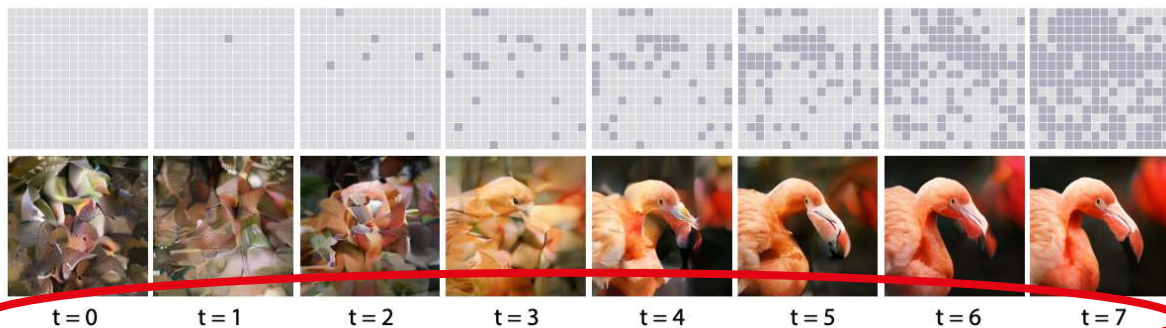 t = 0 t = 1 t = 2 t = 3 t = 4 t = 5 t = 6 t = 7